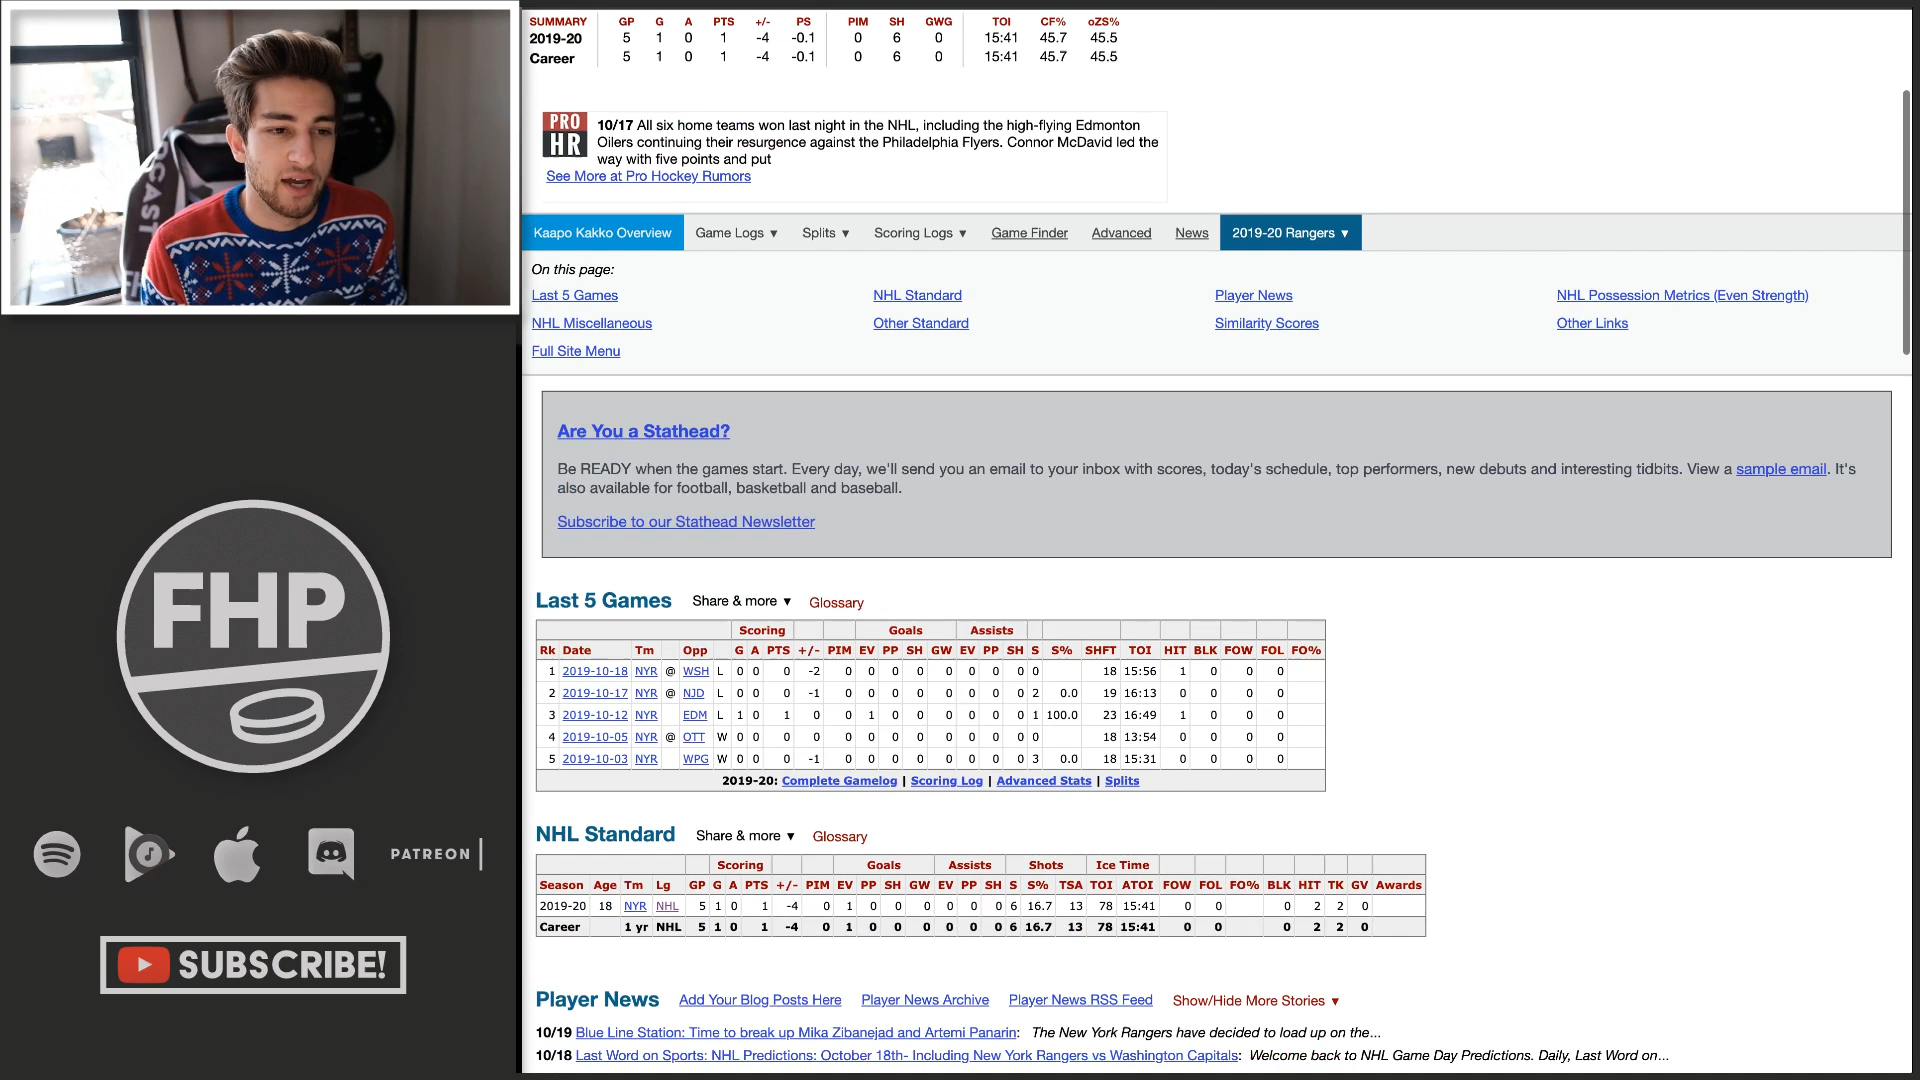 SUMMARY GP G A PTS +/- PS PIM SH GWG TOI CF% oZS%
2019-20 5 1 0 1 -4 -0.1 0 6 0 15:41 45.7 45.5
Career 5 1 0 1 -4 -0.1 0 6 0 15:41 45.7 45.5
PRO HR
10/17 All six home teams won last night in the NHL, including the high-flying Edmonton
Oilers continuing their resurgence against the Philadelphia Flyers. Connor McDavid led the
way with five points and put
See More at Pro Hockey Rumors
Kaapo Kakko Overview Game Logs ▼ Splits ▼ Scoring Logs ▼ Game Finder Advanced News 2019-20 Rangers ▼
On this page:
Last 5 Games NHL Standard Player News NHL Possession Metrics (Even Strength)
NHL Miscellaneous Other Standard Similarity Scores Other Links
Full Site Menu
Are You a Stathead?
Be READY when the games start. Every day, we'll send you an email to your inbox with scores, today's schedule, top performers, new debuts and interesting tidbits. View a sample email. It's
also available for football, basketball and baseball.
Subscribe to our Stathead Newsletter
Last 5 Games Share & more ▼ Glossary
Scoring Goals Assists
Rk Date Tm Opp G A PTS +/- PIM EV PP SH GW EV PP SH S S% SHFT TOI HIT BLK FOW FOL FO%
1 2019-10-18 NYR @ WSH L 0 0 0 -2 0 0 0 0 0 0 0 0 0 18 15:56 1 0 0 0
2 2019-10-17 NYR @ NJD L 0 0 0 -1 0 0 0 0 0 0 0 0 2 0.0 19 16:13 0 0 0 0
3 2019-10-12 NYR EDM L 1 0 1 0 0 1 0 0 0 0 0 0 1 100.0 23 16:49 1 0 0 0
4 2019-10-05 NYR @ OTT W 0 0 0 0 0 0 0 0 0 0 0 0 0 18 13:54 0 0 0 0
5 2019-10-03 NYR WPG W 0 0 0 -1 0 0 0 0 0 0 0 0 3 0.0 18 15:31 0 0 0 0
2019-20: Complete Gamelog | Scoring Log | Advanced Stats | Splits
NHL Standard Share & more ▼ Glossary
Scoring Goals Assists Shots Ice Time
Season Age Tm Lg GP G A PTS +/- PIM EV PP SH GW EV PP SH S S% TSA TOI ATOI FOW FOL FO% BLK HIT TK GV Awards
2019-20 18 NYR NHL 5 1 0 1 -4 0 1 0 0 0 0 0 0 6 16.7 13 78 15:41 0 0 0 2 2 0
Career 1 yr NHL 5 1 0 1 -4 0 1 0 0 0 0 0 0 6 16.7 13 78 15:41 0 0 0 2 2 0
Player News Add Your Blog Posts Here Player News Archive Player News RSS Feed Show/Hide More Stories ▼
10/19 Blue Line Station: Time to break up Mika Zibanejad and Artemi Panarin: The New York Rangers have decided to load up on the...
10/18 Last Word on Sports: NHL Predictions: October 18th- Including New York Rangers vs Washington Capitals: Welcome back to NHL Game Day Predictions. Daily, Last Word on...
FHP
PATREON
SUBSCRIBE!